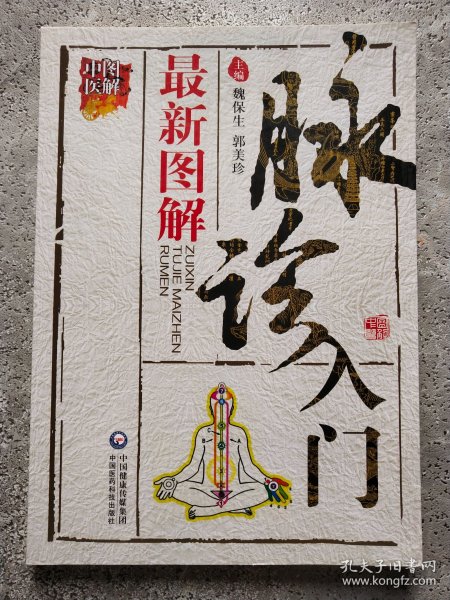 图解
中医
最新图解
ZUIXIN
TUJIE MAIZHEN
RUMEN
主编
魏保生 郭美珍
脉诊入门
中国健康传媒集团
中国医药科技出版社
孔夫子旧书网
www.kongfz.com